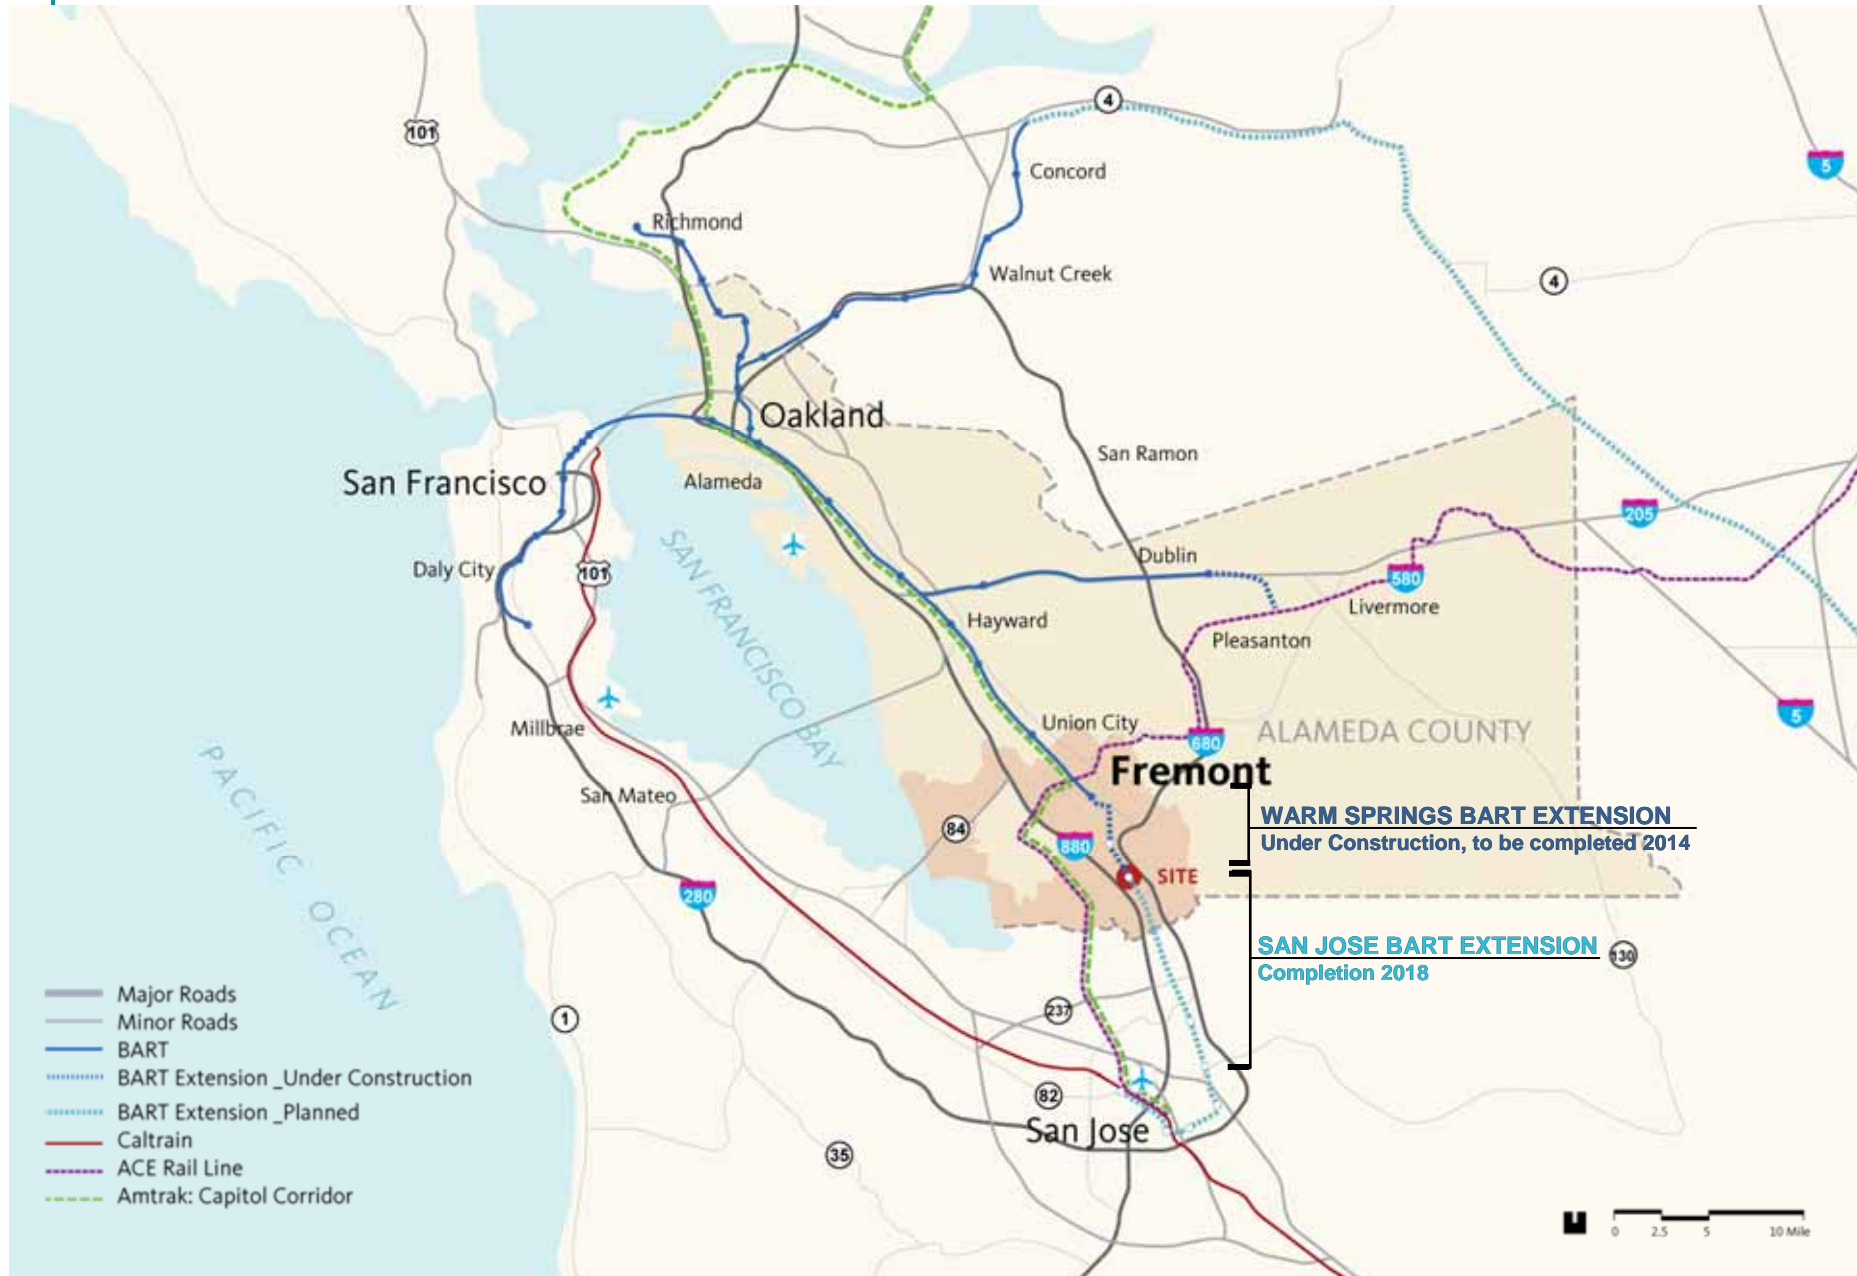 4
101
5
Concord
Richmond
Walnut Creek
4
Oakland
San Ramon
San Francisco
Alameda
205
SAN FRANCISCO BAY
Dublin
Daly City
101
580
Livermore
Hayward
Pleasanton
5
Union City
ALAMEDA COUNTY
Millbrae
680
Fremont
PACIFIC OCEAN
San Mateo
WARM SPRINGS BART EXTENSION
84
Under Construction, to be completed 2014
880
SITE
280
SAN JOSE BART EXTENSION
130
Completion 2018
Major Roads
237
1
Minor Roads
BART
BART Extension _Under Construction
82
BART Extension _Planned
San Jose
Caltrain
35
ACE Rail Line
Amtrak: Capitol Corridor
0 2.5 5 10 Mile